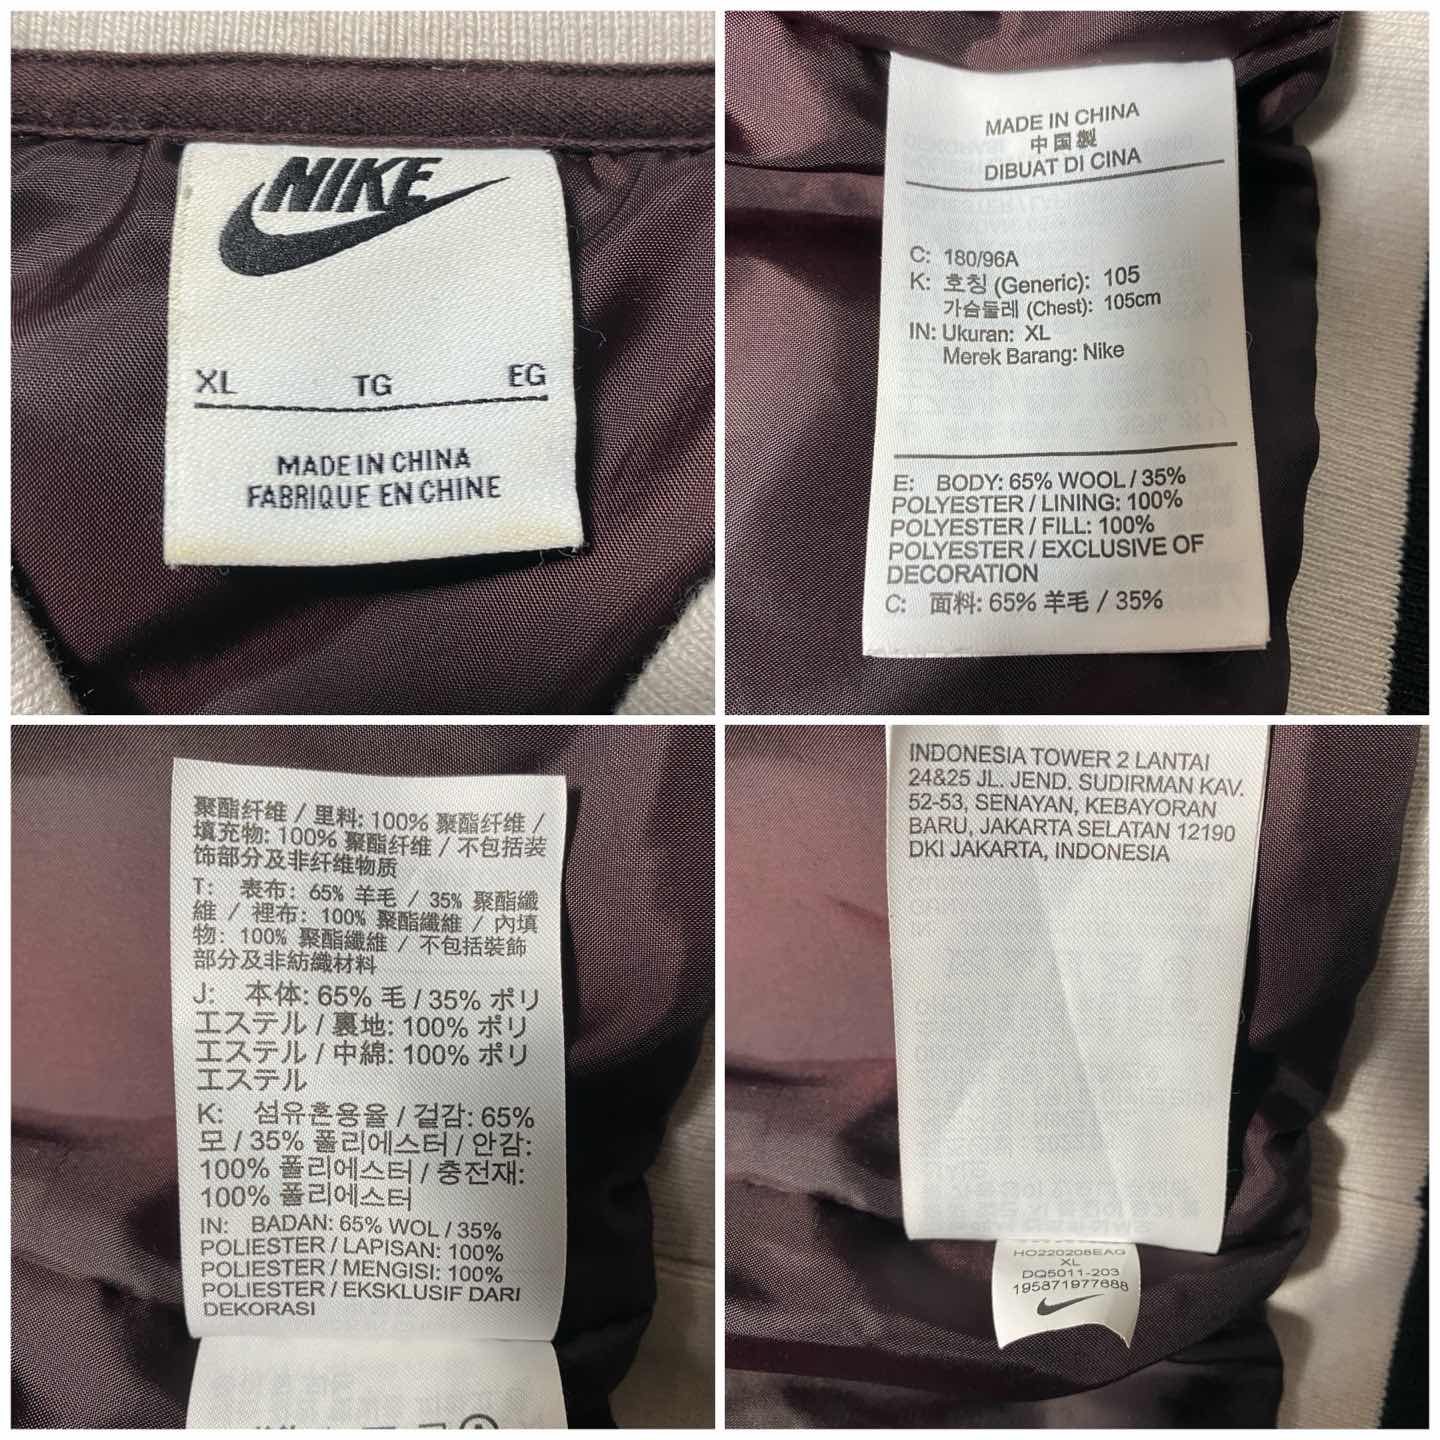 NIKE
XL TG EG
MADE IN CHINA
FABRIQUE EN CHINE
MADE IN CHINA
中国製
DIBUAT DI CINA
C: 180/96A
K: 호칭 (Generic): 105
가슴둘레 (Chest): 105cm
IN: Ukuran: XL
Merek Barang: Nike
E: BODY: 65% WOOL / 35%
POLYESTER / LINING: 100%
POLYESTER / FILL: 100%
POLYESTER / EXCLUSIVE OF
DECORATION
C: 面料: 65% 羊毛 / 35%
聚酯纤维 / 里料: 100% 聚酯纤维 /
填充物: 100% 聚酯纤维 / 不包括装
饰部分及非纤维物质
T: 表布: 65% 羊毛 / 35% 聚酯纖
維 / 裡布: 100% 聚酯纖維 / 內填
物: 100% 聚酯纖維 / 不包括裝飾
部分及非紡織材料
J: 本体: 65% 毛 / 35% ポリ
エステル / 裏地: 100% ポリ
エステル / 中綿: 100% ポリ
エステル
K: 섬유혼용율 / 겉감: 65%
모 / 35% 폴리에스터 / 안감:
100% 폴리에스터 / 충전재:
100% 폴리에스터
IN: BADAN: 65% WOL / 35%
POLIESTER / LAPISAN: 100%
POLIESTER / MENGISI: 100%
POLIESTER / EKSKLUSIF DARI
DEKORASI
INDONESIA TOWER 2 LANTAI
24&25 JL. JEND. SUDIRMAN KAV.
52-53, SENAYAN, KEBAYORAN
BARU, JAKARTA SELATAN 12190
DKI JAKARTA, INDONESIA
HO220208EAG
XL
DQ5011-203
195871977688